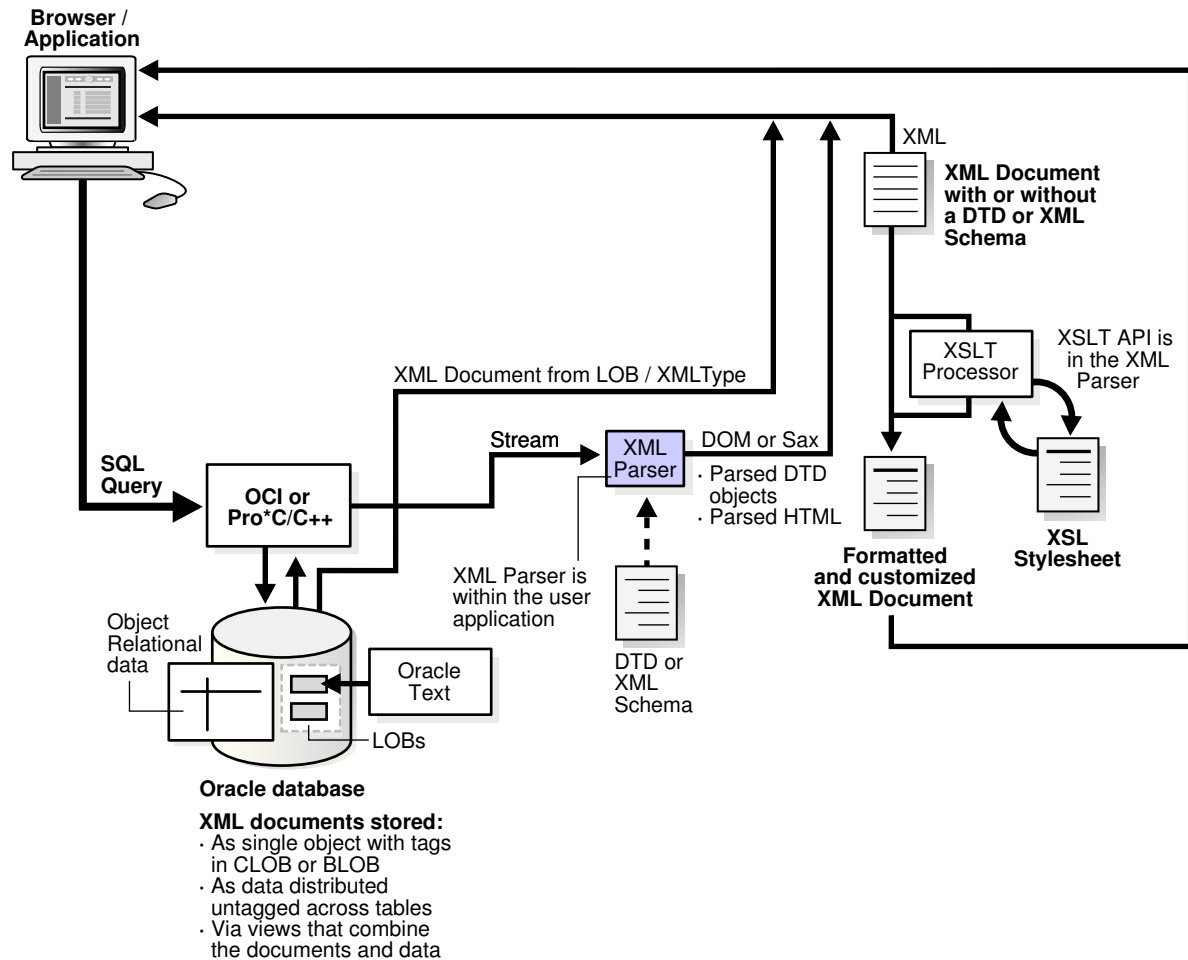 Browser /
Application
XML
XML Document
with or without
a DTD or XML
Schema
XSLT
Processor
XSLT API is
in the XML
Parser
XML Document from LOB / XMLType
SQL
Query
OCI or
Pro*C/C++
Stream
XML
Parser
DOM or Sax
· Parsed DTD
objects
· Parsed HTML
XSL
Stylesheet
Formatted
and customized
XML Document
XML Parser is
within the user
application
DTD or
XML
Schema
Object
Relational
data
Oracle
Text
LOBs
Oracle database
XML documents stored:
· As single object with tags
in CLOB or BLOB
· As data distributed
untagged across tables
· Via views that combine
the documents and data